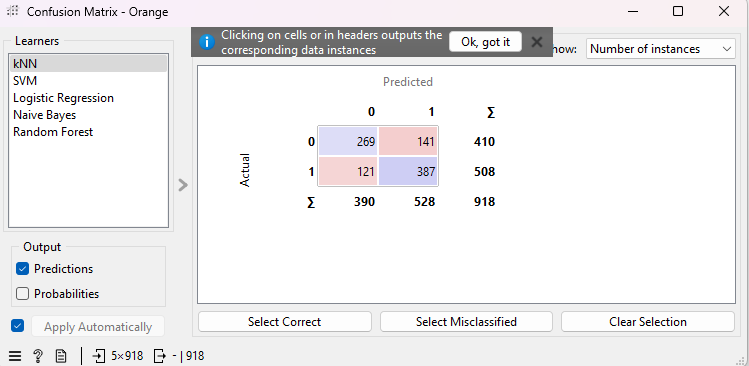 Confusion Matrix - Orange
Learners
kNN
SVM
Logistic Regression
Naive Bayes
Random Forest
Output
Predictions
Probabilities
Apply Automatically
Clicking on cells or in headers outputs the
corresponding data instances
Ok, got it
how: Number of instances
Predicted
0 1 Σ
Actual
0 269 141 410
1 121 387 508
Σ 390 528 918
Select Correct Select Misclassified Clear Selection
5×918 - | 918